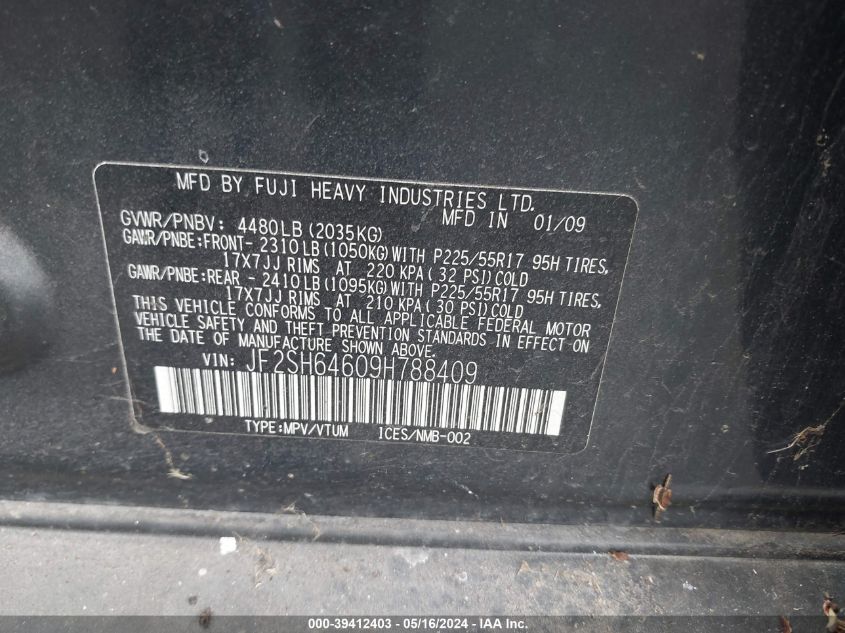 MFD BY FUJI HEAVY INDUSTRIES LTD.
MFD IN 01/09
GVWR/PNBV: 4480LB (2035KG)
GAWR/PNBE:FRONT- 2310LB(1050KG)WITH P225/55R17 95H TIRES,
17X7JJ RIMS AT 220 KPA(32 PSI)COLD
GAWR/PNBE:REAR - 2410LB(1095KG)WITH P225/55R17 95H TIRES,
17X7JJ RIMS AT 210 KPA(30 PSI)COLD
THIS VEHICLE CONFORMS TO ALL APPLICABLE FEDERAL MOTOR
VEHICLE SAFETY AND THEFT PREVENTION STANDARDS IN EFFECT ON
THE DATE OF MANUFACTURE SHOWN ABOVE.
VIN: JF2SH64609H788409
TYPE:MPV/VTUM ICES/NMB-002
000-39412403 - 05/16/2024 - IAA Inc.